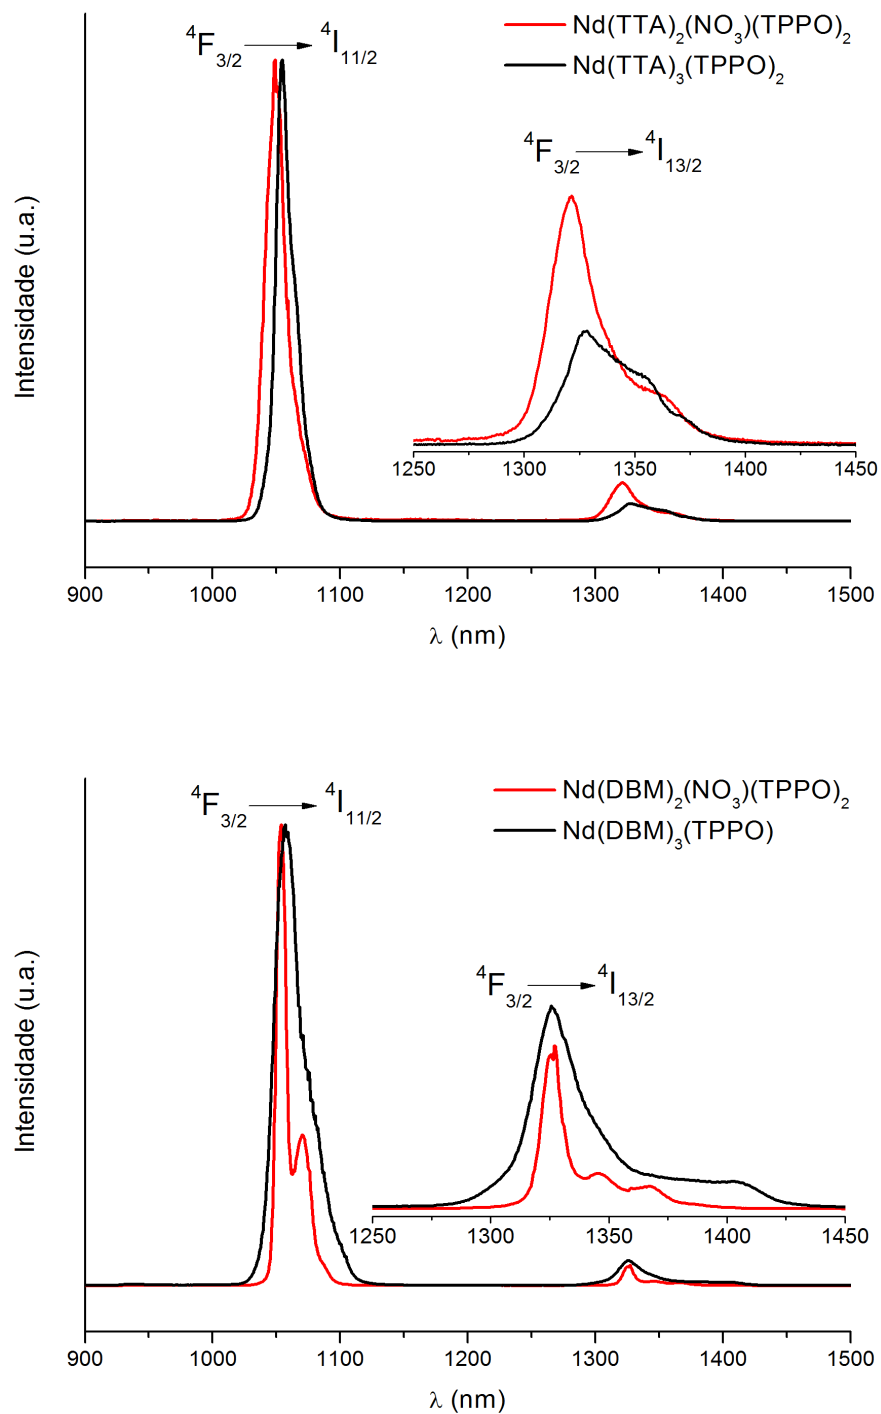 ⁴F₃/₂ ⟶ ⁴I₁₁/₂
Nd(TTA)₂(NO₃)(TPPO)₂
Nd(TTA)₃(TPPO)₂
⁴F₃/₂ ⟶ ⁴I₁₃/₂
Intensidade (u.a.)
1250 1300 1350 1400 1450
900 1000 1100 1200 1300 1400 1500
λ (nm)
⁴F₃/₂ ⟶ ⁴I₁₁/₂
Nd(DBM)₂(NO₃)(TPPO)₂
Nd(DBM)₃(TPPO)
⁴F₃/₂ ⟶ ⁴I₁₃/₂
Intensidade (u.a.)
1250 1300 1350 1400 1450
900 1000 1100 1200 1300 1400 1500
λ (nm)